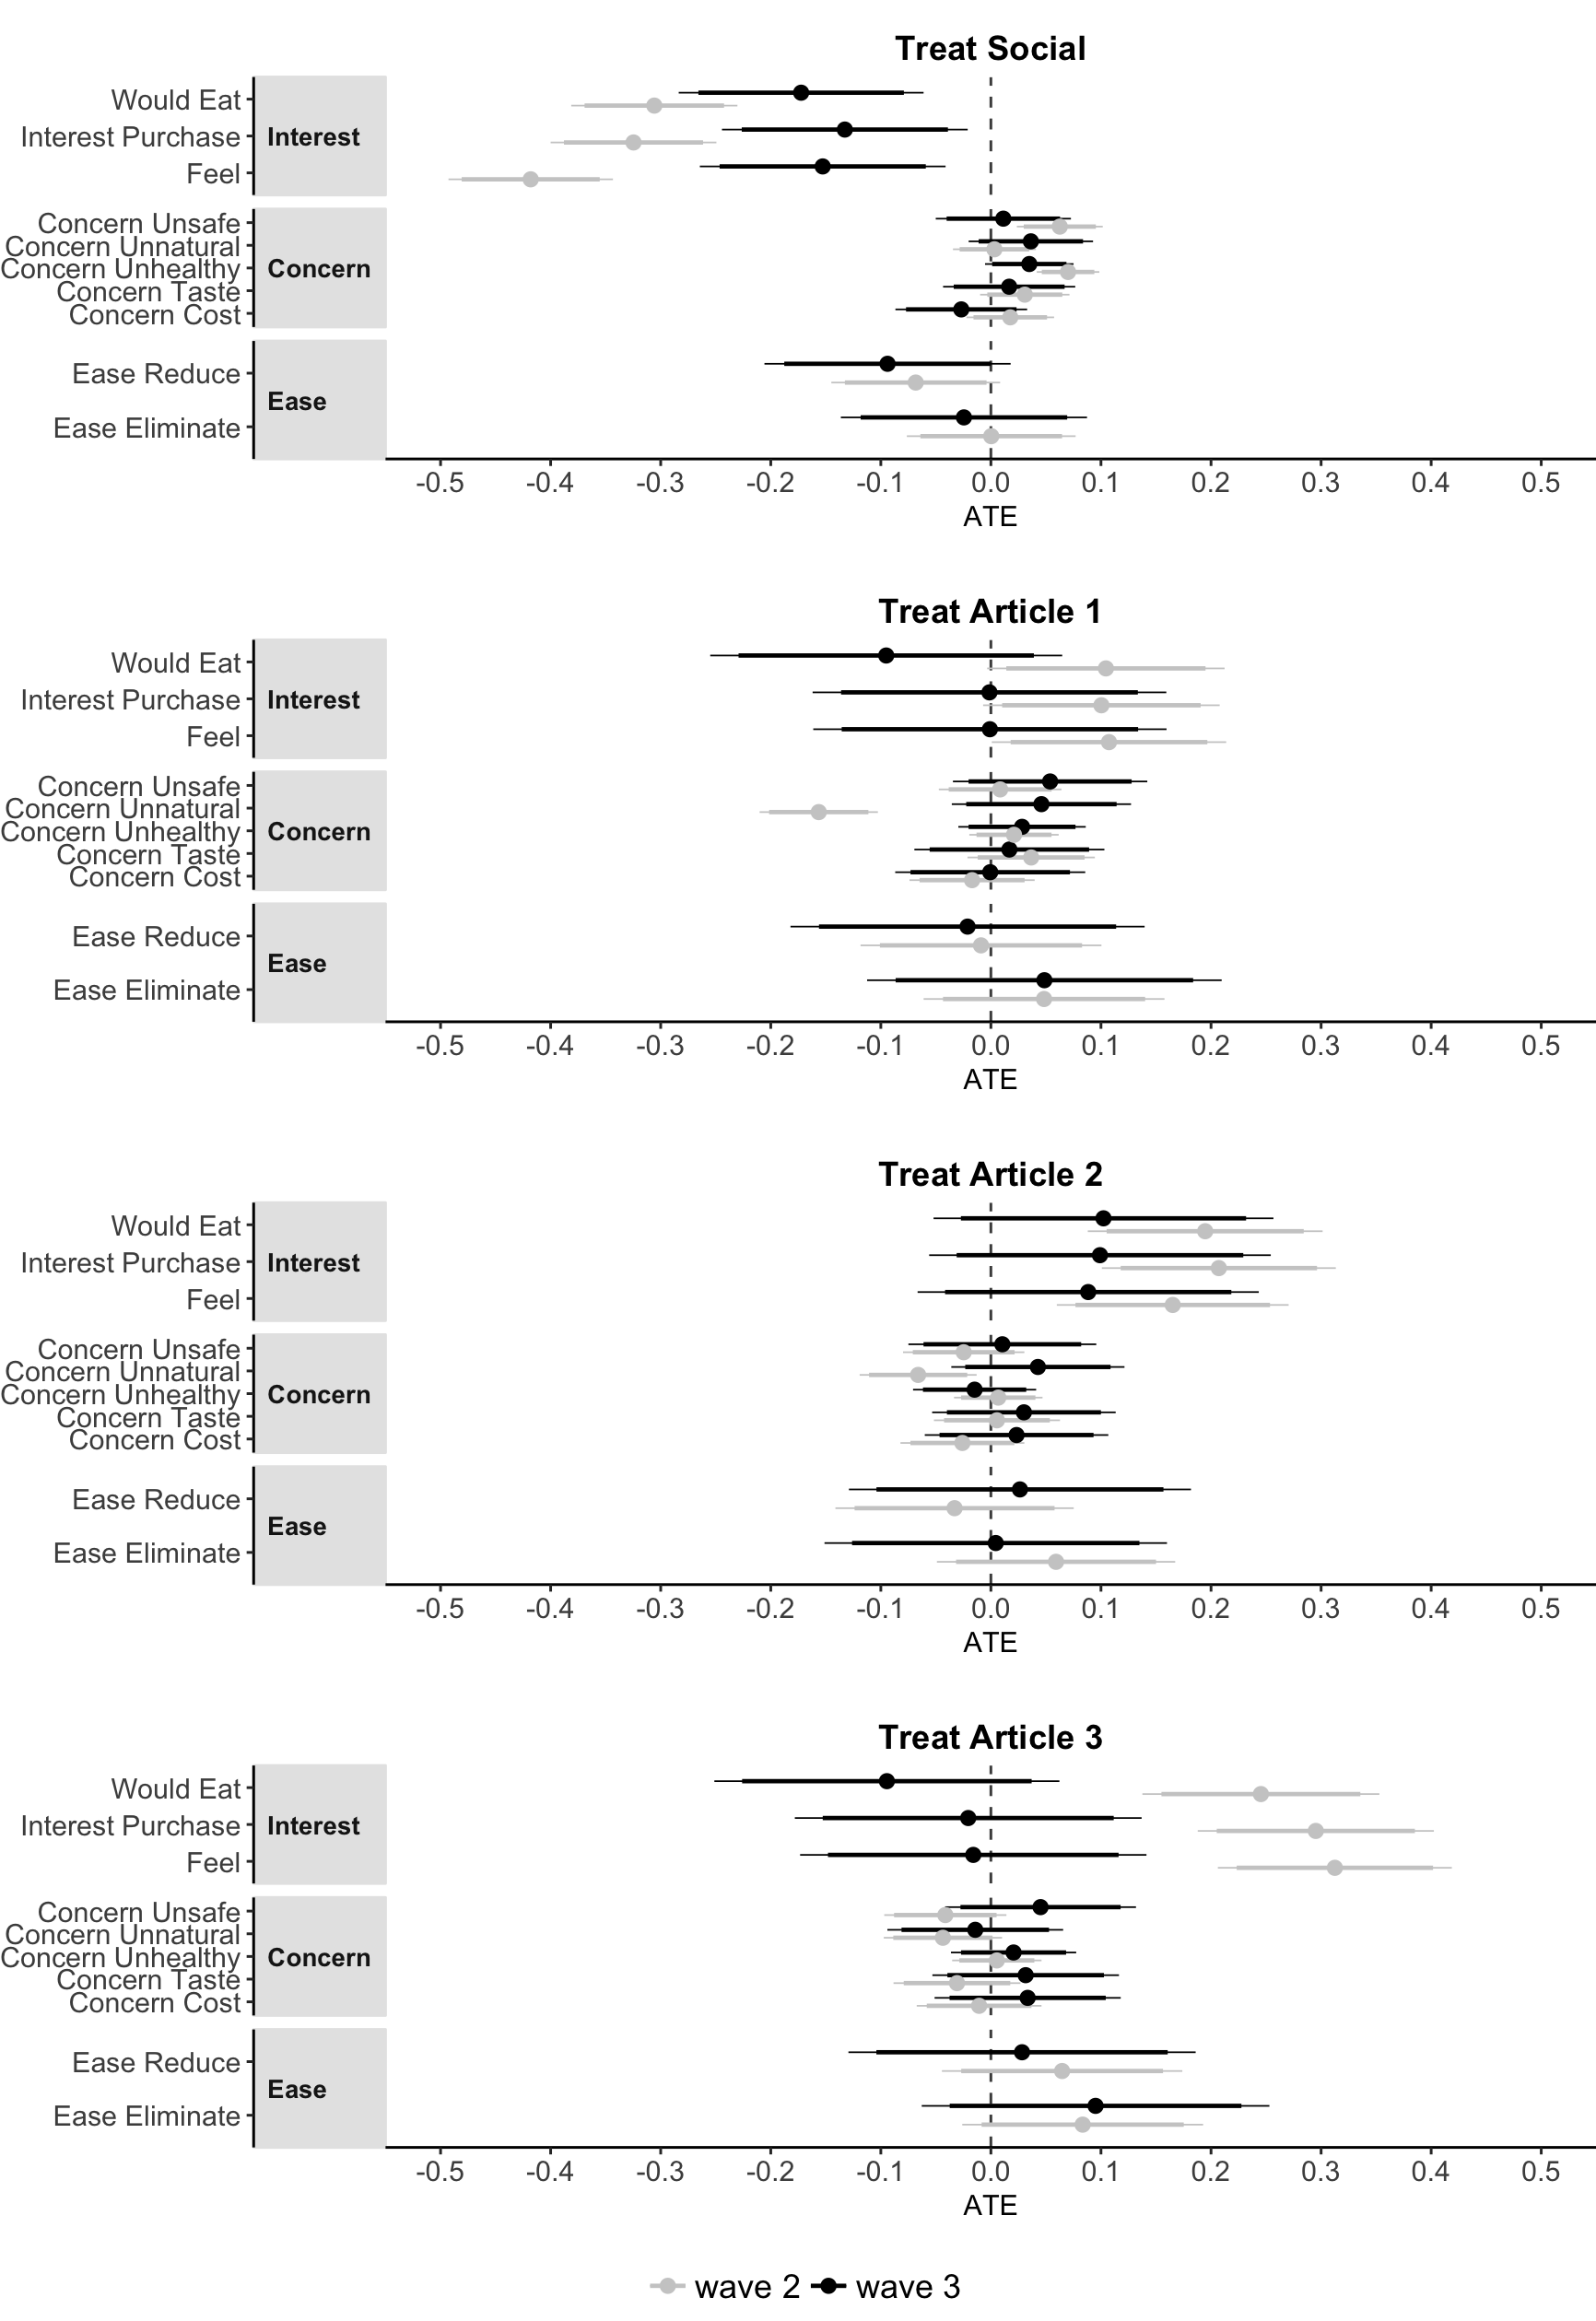 Treat Social
Would Eat
Interest Purchase
Feel
Interest
Concern Unsafe
Concern Unnatural
Concern Unhealthy
Concern Taste
Concern Cost
Concern
Ease Reduce
Ease Eliminate
Ease
-0.5 -0.4 -0.3 -0.2 -0.1 0.0 0.1 0.2 0.3 0.4 0.5
ATE
Treat Article 1
Would Eat
Interest Purchase
Feel
Interest
Concern Unsafe
Concern Unnatural
Concern Unhealthy
Concern Taste
Concern Cost
Concern
Ease Reduce
Ease Eliminate
Ease
-0.5 -0.4 -0.3 -0.2 -0.1 0.0 0.1 0.2 0.3 0.4 0.5
ATE
Treat Article 2
Would Eat
Interest Purchase
Feel
Interest
Concern Unsafe
Concern Unnatural
Concern Unhealthy
Concern Taste
Concern Cost
Concern
Ease Reduce
Ease Eliminate
Ease
-0.5 -0.4 -0.3 -0.2 -0.1 0.0 0.1 0.2 0.3 0.4 0.5
ATE
Treat Article 3
Would Eat
Interest Purchase
Feel
Interest
Concern Unsafe
Concern Unnatural
Concern Unhealthy
Concern Taste
Concern Cost
Concern
Ease Reduce
Ease Eliminate
Ease
-0.5 -0.4 -0.3 -0.2 -0.1 0.0 0.1 0.2 0.3 0.4 0.5
ATE
wave 2 wave 3